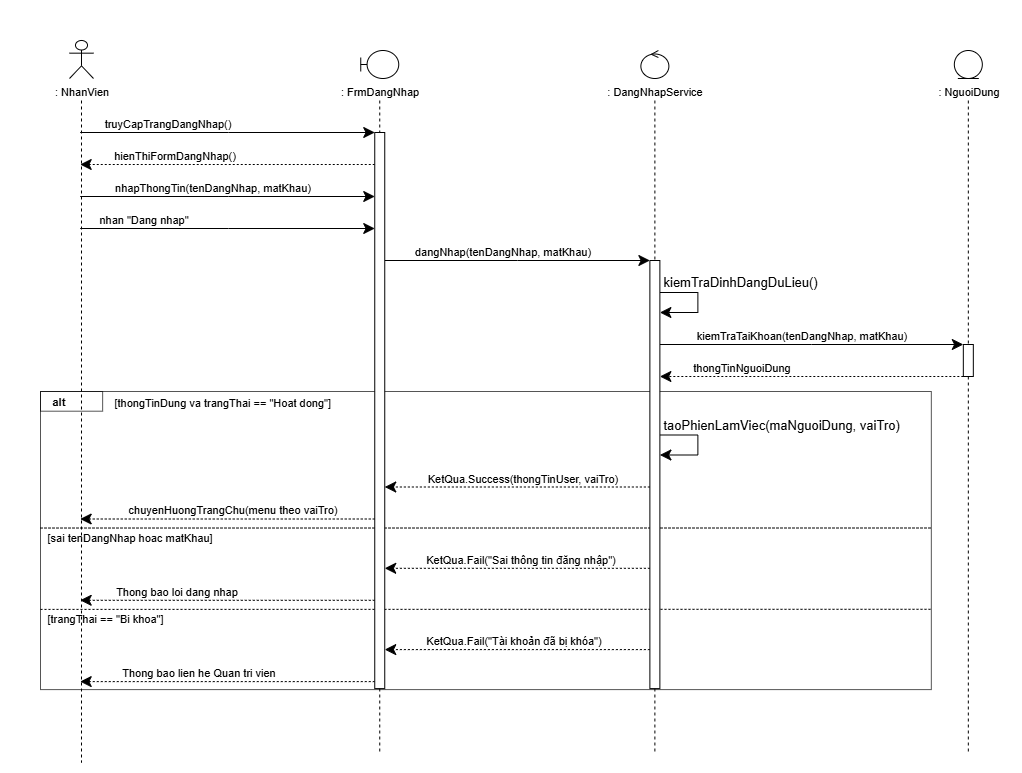 : NhanVien
: FrmDangNhap
: DangNhapService
: NguoiDung
truyCapTrangDangNhap()
hienThiFormDangNhap()
nhapThongTin(tenDangNhap, matKhau)
nhan "Dang nhap"
dangNhap(tenDangNhap, matKhau)
kiemTraDinhDangDuLieu()
kiemTraTaiKhoan(tenDangNhap, matKhau)
thongTinNguoiDung
alt
[thongTinDung va trangThai == "Hoat dong"]
taoPhienLamViec(maNguoiDung, vaiTro)
KetQua.Success(thongTinUser, vaiTro)
chuyenHuongTrangChu(menu theo vaiTro)
[sai tenDangNhap hoac matKhau]
KetQua.Fail("Sai thông tin đăng nhập")
Thong bao loi dang nhap
[trangThai == "Bi khoa"]
KetQua.Fail("Tài khoản đã bị khóa")
Thong bao lien he Quan tri vien